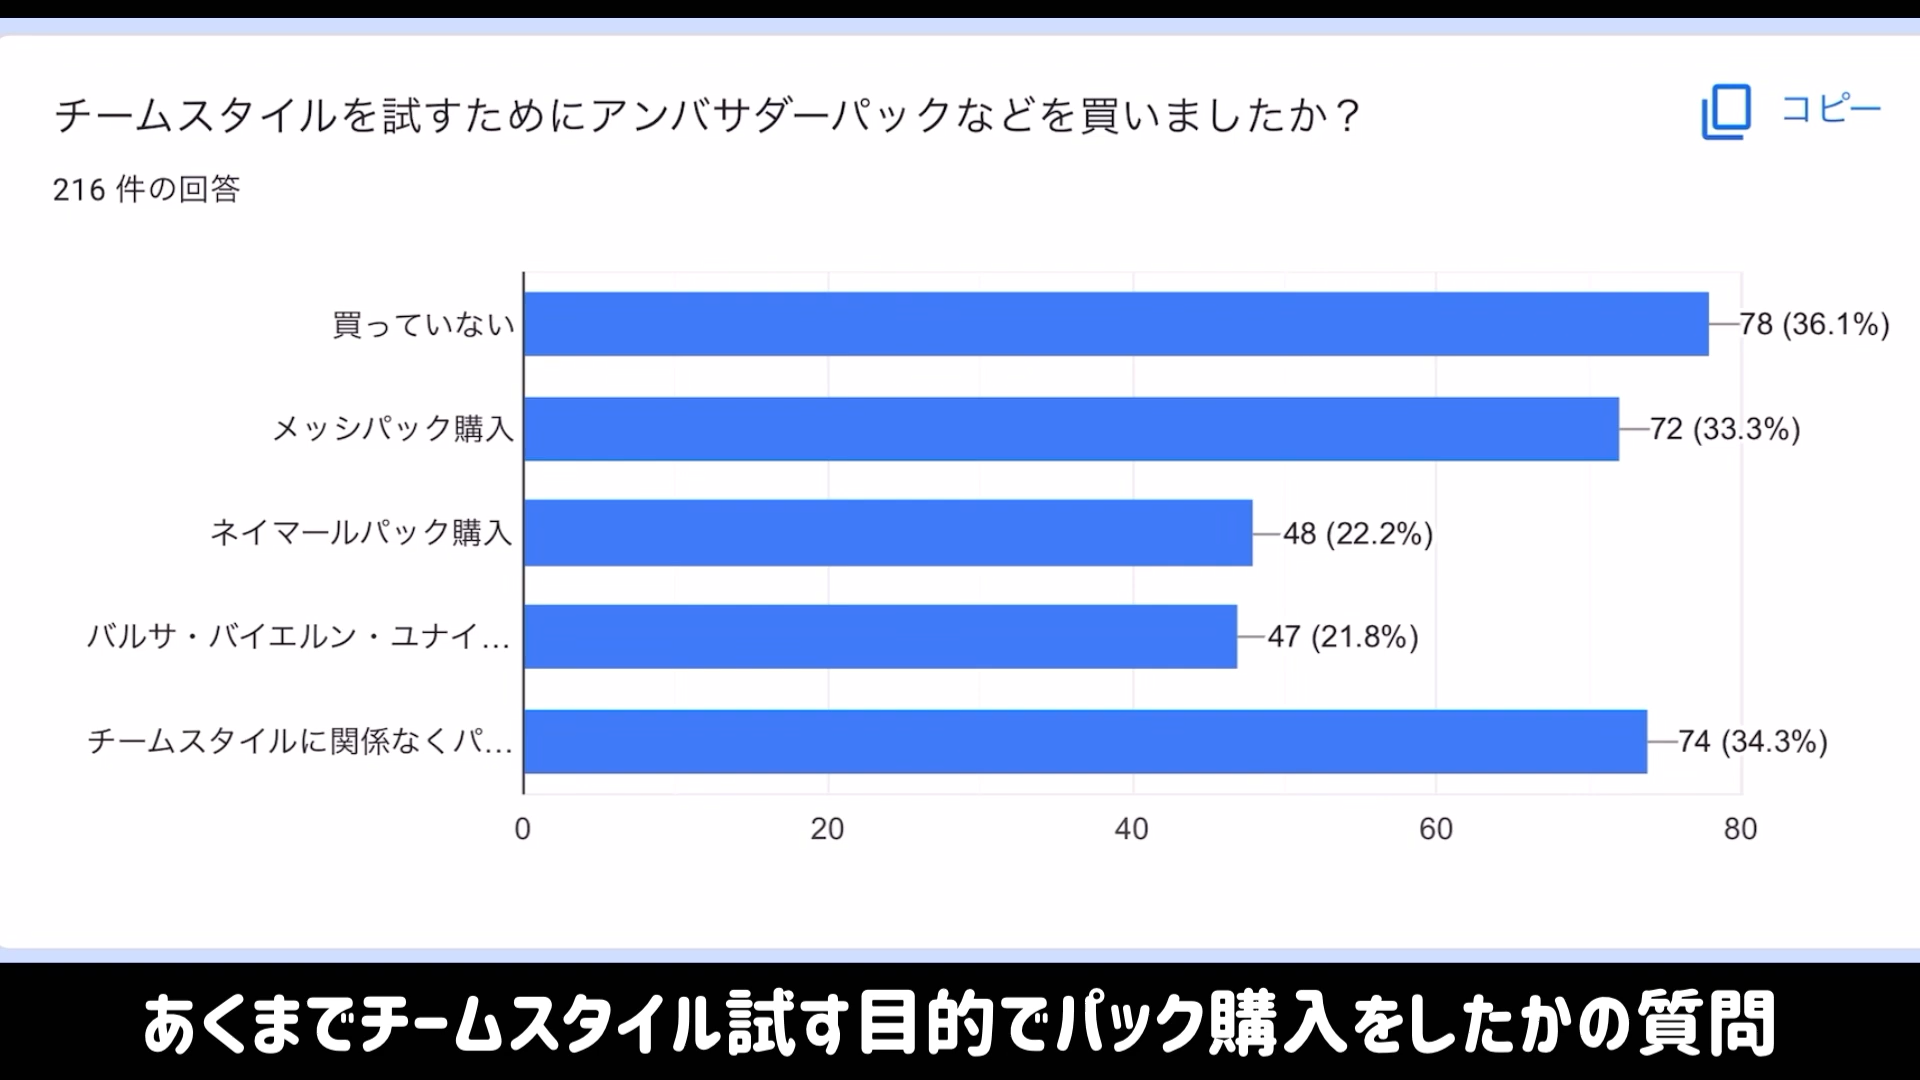 チームスタイルを試すためにアンバサダーパックなどを買いましたか？
コピー
216 件の回答
買っていない
78 (36.1%)
メッシパック購入
72 (33.3%)
ネイマールパック購入
48 (22.2%)
バルサ・バイエルン・ユナイ...
47 (21.8%)
チームスタイルに関係なくパ...
74 (34.3%)
0 20 40 60 80
あくまでチームスタイル試す目的でパック購入をしたかの質問